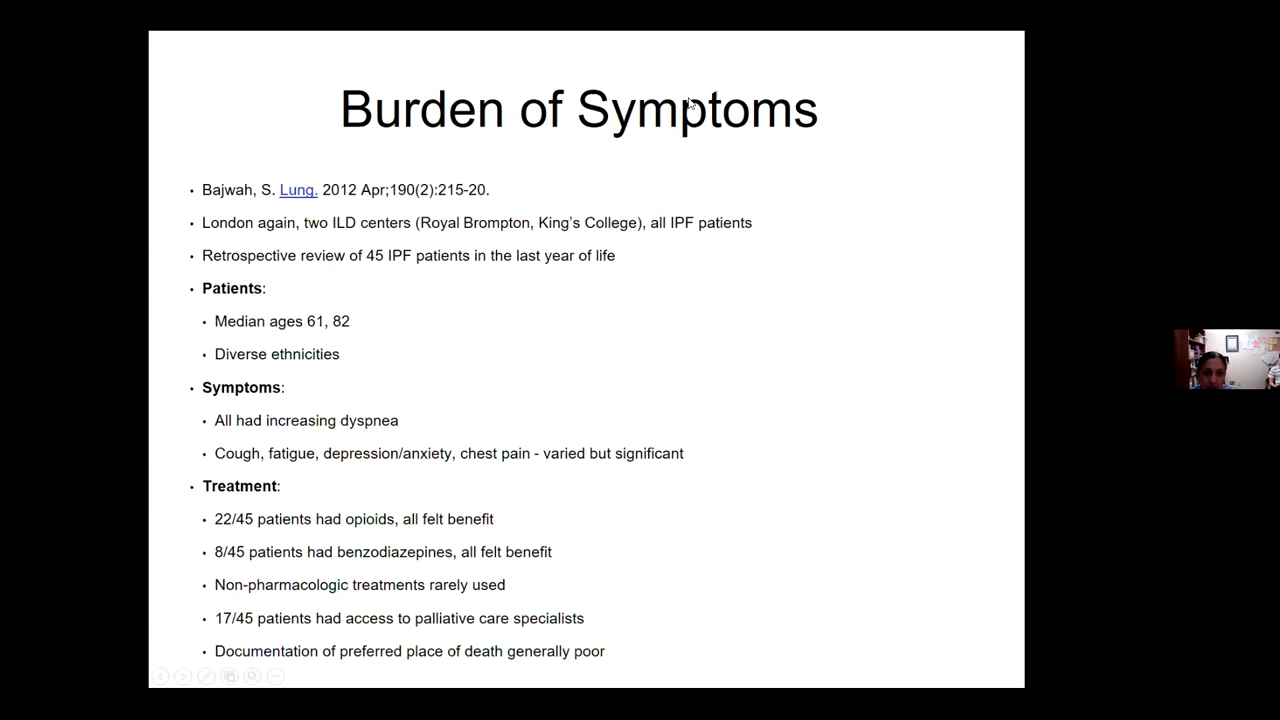 Burden of Symptoms
• Bajwah, S. Lung. 2012 Apr;190(2):215-20.
• London again, two ILD centers (Royal Brompton, King's College), all IPF patients
• Retrospective review of 45 IPF patients in the last year of life
• Patients:
• Median ages 61, 82
• Diverse ethnicities
• Symptoms:
• All had increasing dyspnea
• Cough, fatigue, depression/anxiety, chest pain - varied but significant
• Treatment:
• 22/45 patients had opioids, all felt benefit
• 8/45 patients had benzodiazepines, all felt benefit
• Non-pharmacologic treatments rarely used
• 17/45 patients had access to palliative care specialists
• Documentation of preferred place of death generally poor